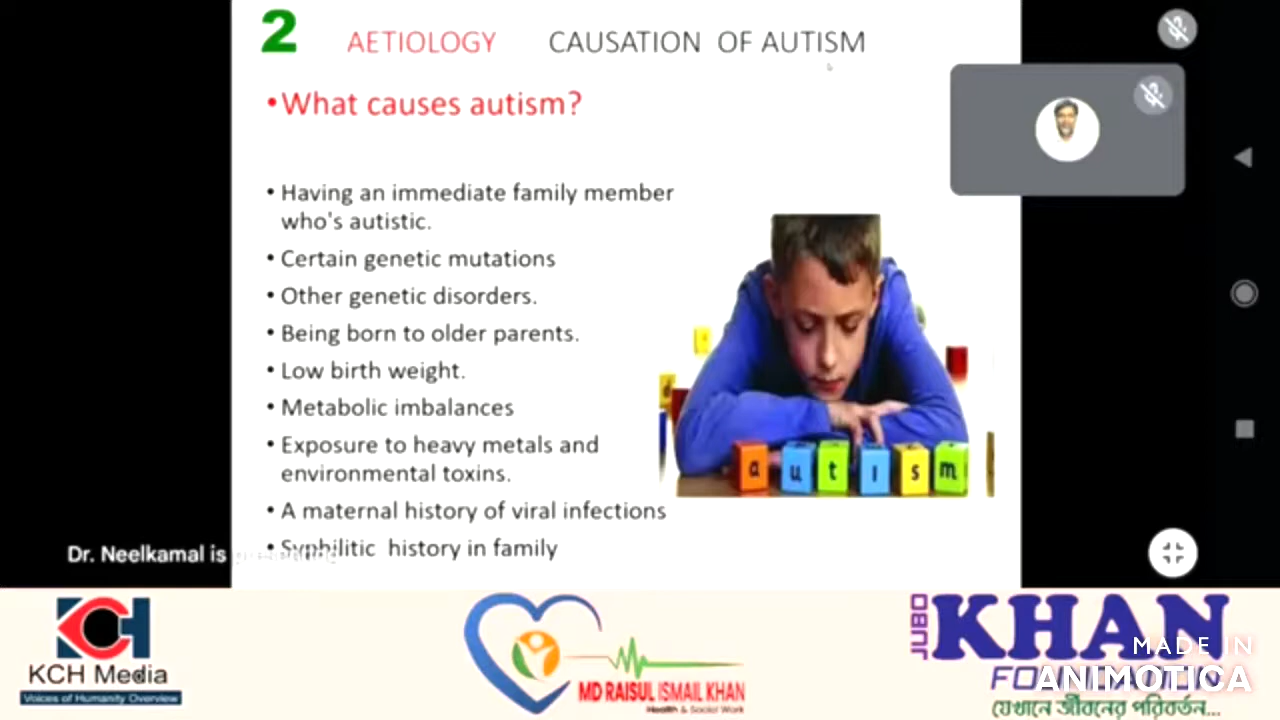 2 AETIOLOGY CAUSATION OF AUTISM
•What causes autism?
• Having an immediate family member
who's autistic.
• Certain genetic mutations
• Other genetic disorders.
• Being born to older parents.
• Low birth weight.
• Metabolic imbalances
• Exposure to heavy metals and
environmental toxins.
• A maternal history of viral infections
• Syphilitic history in family
a u t i s m
Dr. Neelkamal is presenting
KCH Media
Voices of Humanity Overview
MD RAISUL ISMAIL KHAN
Health & Social Work
JUBO
KHAN
FOUNDATION
যেখানে জীবনের পরিবর্তন...
MADE IN
ANIMOTICA